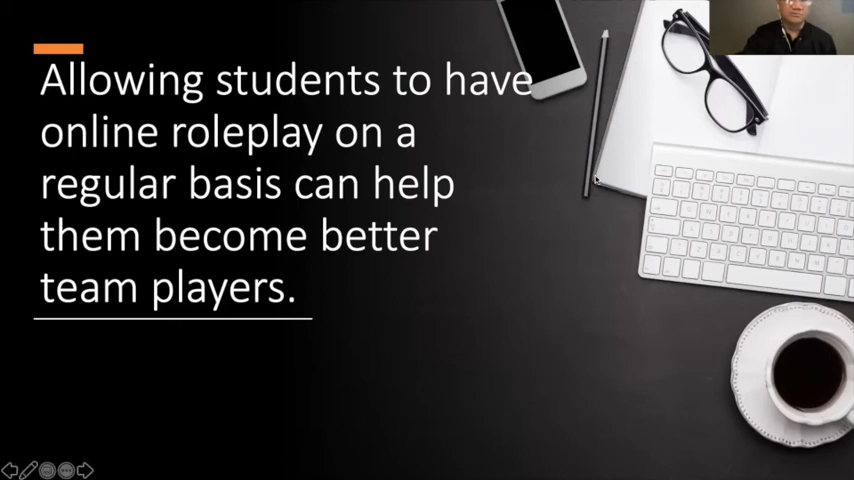 Allowing students to have
online roleplay on a
regular basis can help
them become better
team players.